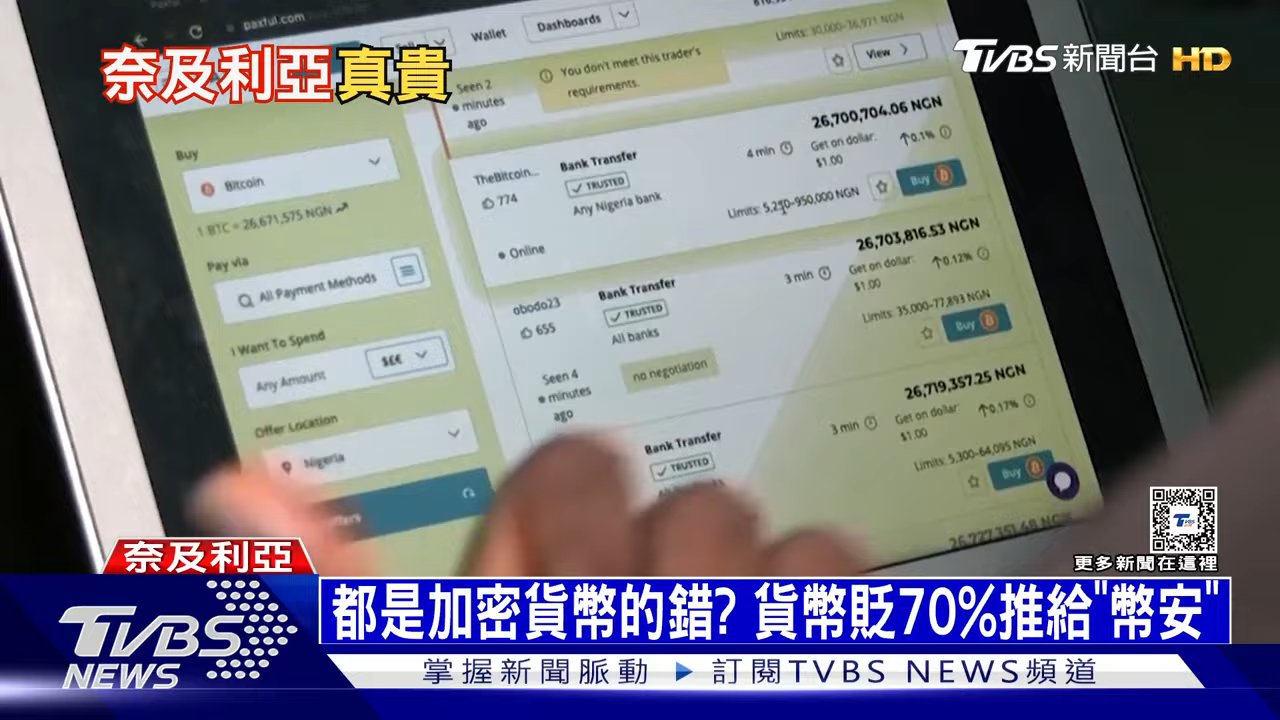 paxful.com
Wallet
Dashboards
Limits: 30,000–36,971 NGN
奈及利亞真貴
TVBS新聞台 HD
Seen 2
minutes
ago
You don't meet this trader's
requirements.
View
Buy
Bitcoin
1 BTC = 26,671,575 NGN
Pay via
All Payment Methods
I Want To Spend
Any Amount
$€£
Offer Location
Nigeria
TheBitcoin...
774
Online
Bank Transfer
TRUSTED
Any Nigeria bank
4 min
26,700,704.06 NGN
Get on dollar:
$1.00
0.1%
Limits: 5,250–950,000 NGN
Buy
obodo23
655
Seen 4
minutes
ago
Bank Transfer
TRUSTED
All banks
no negotiation
3 min
26,703,816.53 NGN
Get on dollar:
$1.00
0.12%
Limits: 35,000–77,893 NGN
Buy
Bank Transfer
TRUSTED
3 min
26,719,357.25 NGN
Get on dollar:
$1.00
0.17%
Limits: 5,300–64,095 NGN
Buy
TVBS
更多新聞在這裡
奈及利亞
都是加密貨幣的錯? 貨幣貶70%推給"幣安"
TVBS
NEWS
掌握新聞脈動 ▶ 訂閱TVBS NEWS頻道